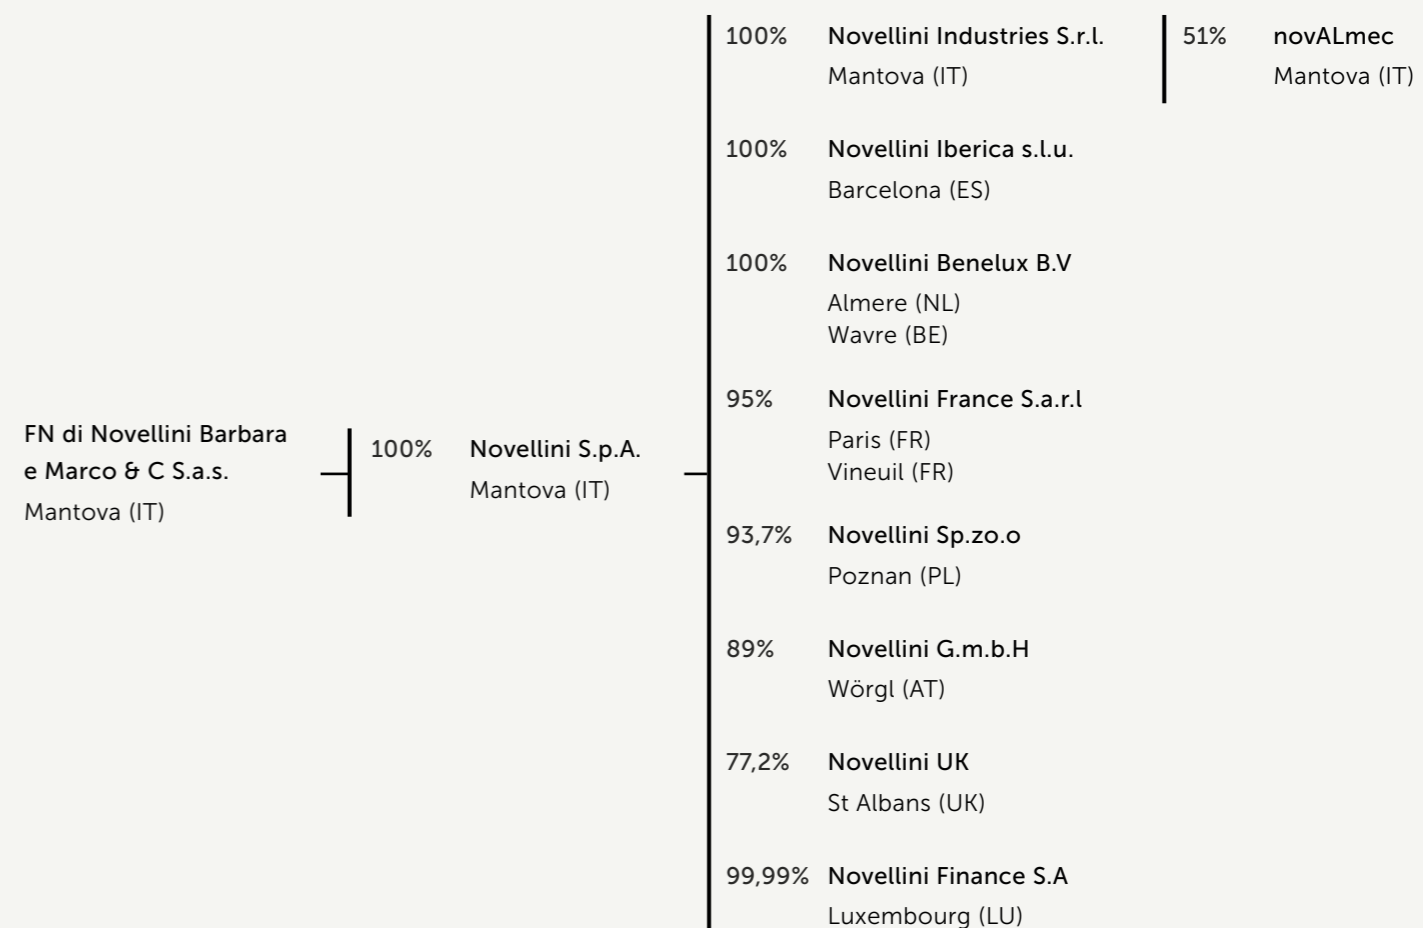 FN di Novellini Barbara
e Marco & C S.a.s.
Mantova (IT)
100% Novellini S.p.A.
Mantova (IT)
100% Novellini Industries S.r.l.
Mantova (IT)
51% novALmec
Mantova (IT)
100% Novellini Iberica s.l.u.
Barcelona (ES)
100% Novellini Benelux B.V
Almere (NL)
Wavre (BE)
95% Novellini France S.a.r.l
Paris (FR)
Vineuil (FR)
93,7% Novellini Sp.zo.o
Poznan (PL)
89% Novellini G.m.b.H
Wörgl (AT)
77,2% Novellini UK
St Albans (UK)
99,99% Novellini Finance S.A
Luxembourg (LU)